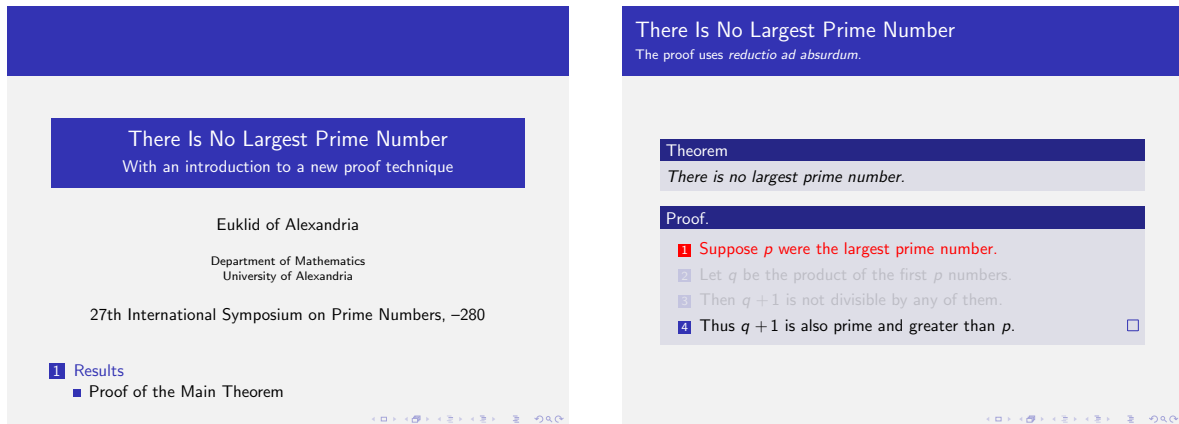 There Is No Largest Prime Number
With an introduction to a new proof technique
Euklid of Alexandria
Department of Mathematics
University of Alexandria
27th International Symposium on Prime Numbers, –280
1 Results
Proof of the Main Theorem
There Is No Largest Prime Number
The proof uses reductio ad absurdum.
Theorem
There is no largest prime number.
Proof.
1 Suppose p were the largest prime number.
2 Let q be the product of the first p numbers.
3 Then q + 1 is not divisible by any of them.
4 Thus q + 1 is also prime and greater than p.